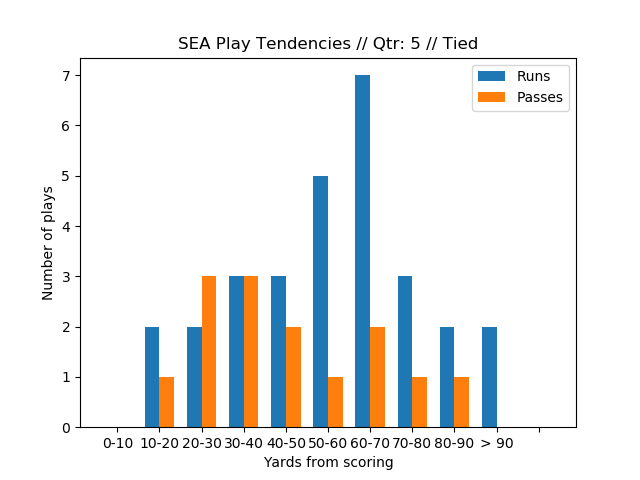 SEA Play Tendencies // Qtr: 5 // Tied
Runs
Passes
Number of plays
7
6
5
4
3
2
1
0
0-10 10-20 20-30 30-40 40-50 50-60 60-70 70-80 80-90 > 90
Yards from scoring